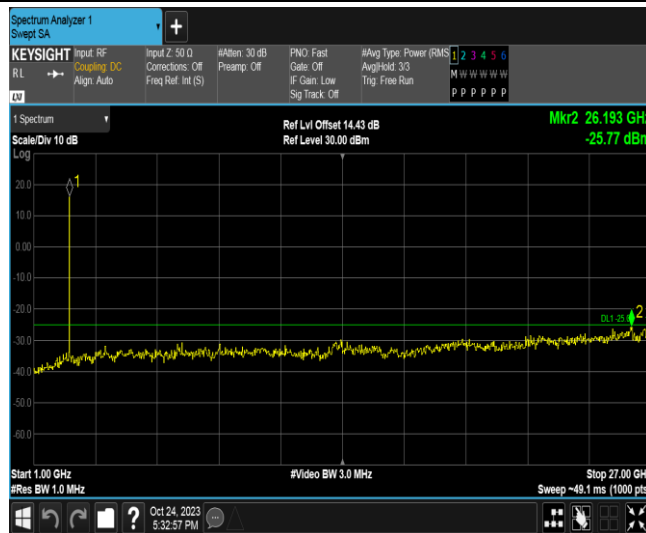 Spectrum Analyzer 1
Swept SA
KEYSIGHT
RL
LXI
Input: RF
Coupling: DC
Align: Auto
Input Z: 50 Ω
Corrections: Off
Freq Ref: Int (S)
#Atten: 30 dB
Preamp: Off
PNO: Fast
Gate: Off
IF Gain: Low
Sig Track: Off
#Avg Type: Power (RMS
Avg|Hold: 3/3
Trig: Free Run
1 2 3 4 5 6
M W W W W W
P P P P P P
1 Spectrum
Scale/Div 10 dB
Log
Ref Lvl Offset 14.43 dB
Ref Level 30.00 dBm
Mkr2 26.193 GHz
-25.77 dBm
1
20.0
10.0
0.00
-10.0
-20.0
DL1 -25.
2
-30.0
-40.0
-50.0
-60.0
Start 1.00 GHz
#Res BW 1.0 MHz
#Video BW 3.0 MHz
Stop 27.00 GH
Sweep ~49.1 ms (1000 pts
?
Oct 24, 2023
5:32:57 PM